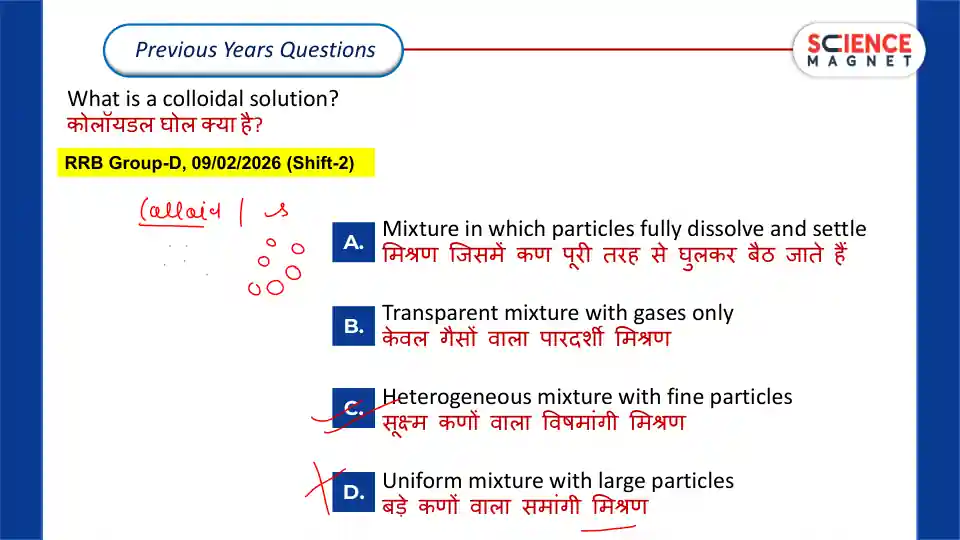 Previous Years Questions
SCIENCE
MAGNET
What is a colloidal solution?
कोलॉयडल घोल क्या है?
RRB Group-D, 09/02/2026 (Shift-2)
A.
Mixture in which particles fully dissolve and settle
मिश्रण जिसमें कण पूरी तरह से घुलकर बैठ जाते हैं
B.
Transparent mixture with gases only
केवल गैसों वाला पारदर्शी मिश्रण
C.
Heterogeneous mixture with fine particles
सूक्ष्म कणों वाला विषमांगी मिश्रण
D.
Uniform mixture with large particles
बड़े कणों वाला समांगी मिश्रण